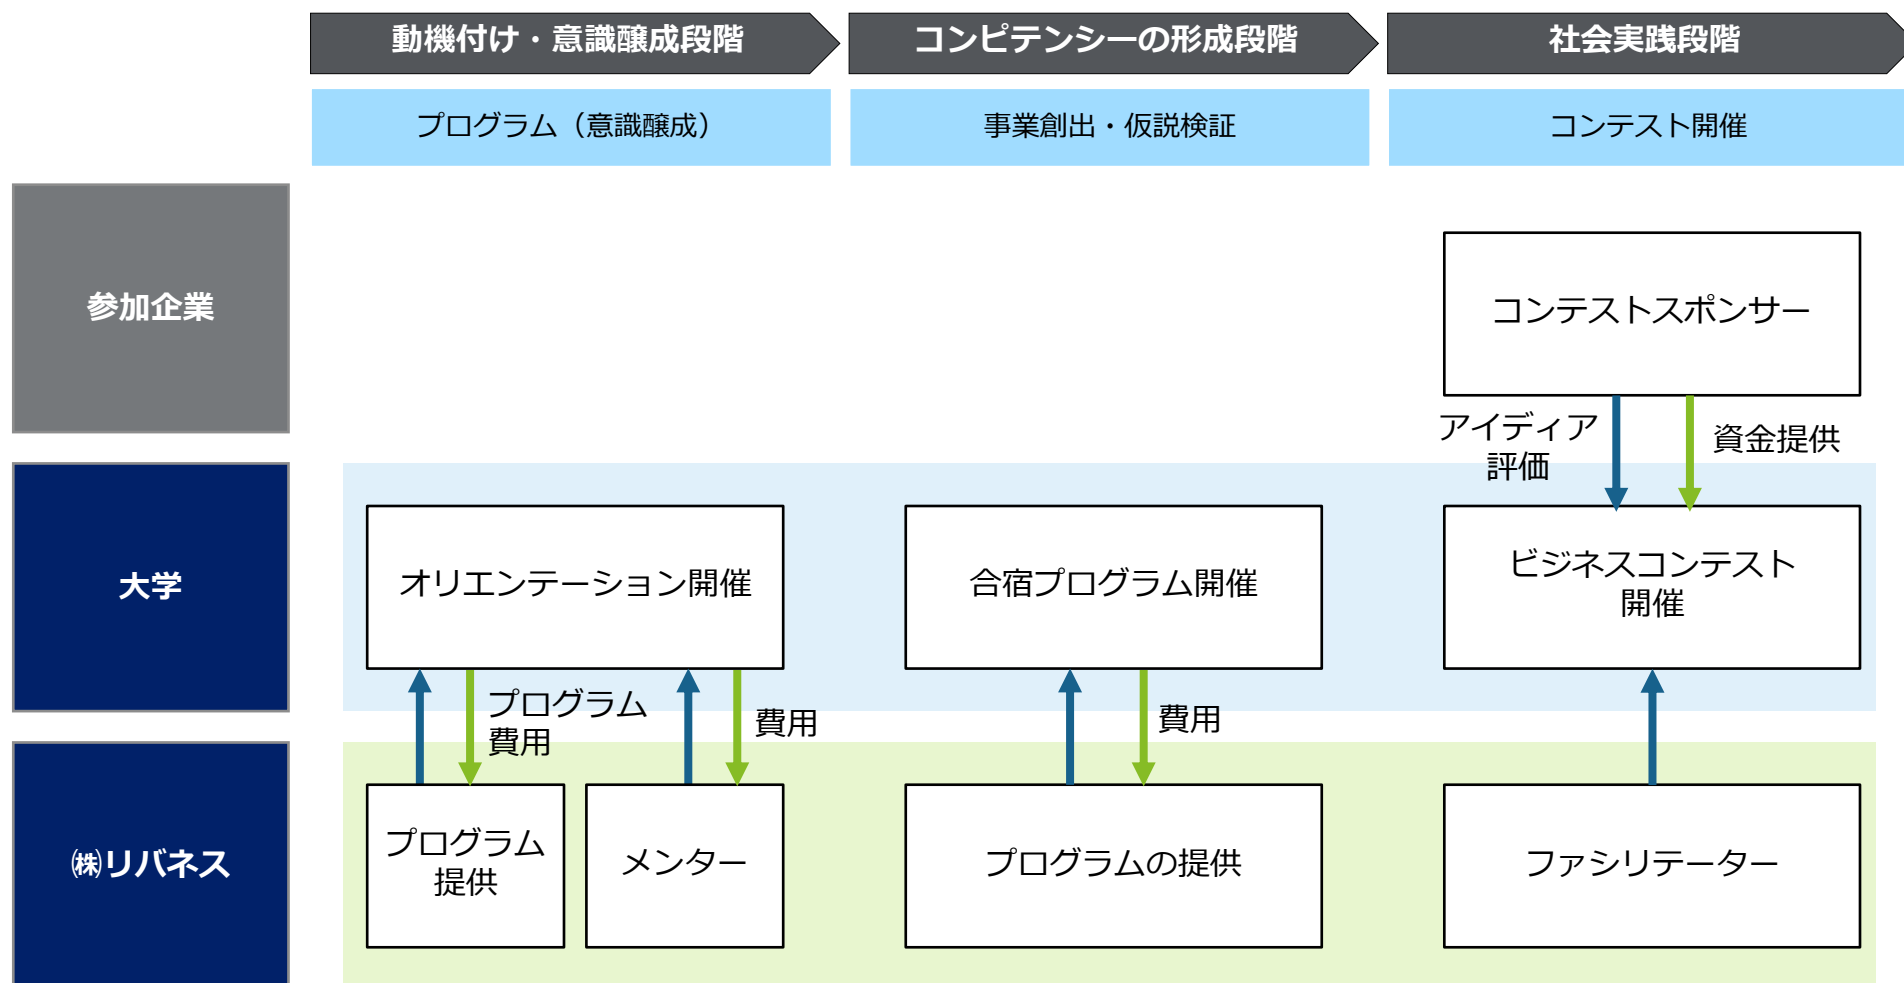 動機付け・意識醸成段階
コンピテンシーの形成段階
社会実践段階
プログラム（意識醸成）
事業創出・仮説検証
コンテスト開催
参加企業
コンテストスポンサー
アイディア
評価
資金提供
大学
オリエンテーション開催
合宿プログラム開催
ビジネスコンテスト
開催
プログラム
費用
費用
費用
㈱リバネス
プログラム
提供
メンター
プログラムの提供
ファシリテーター